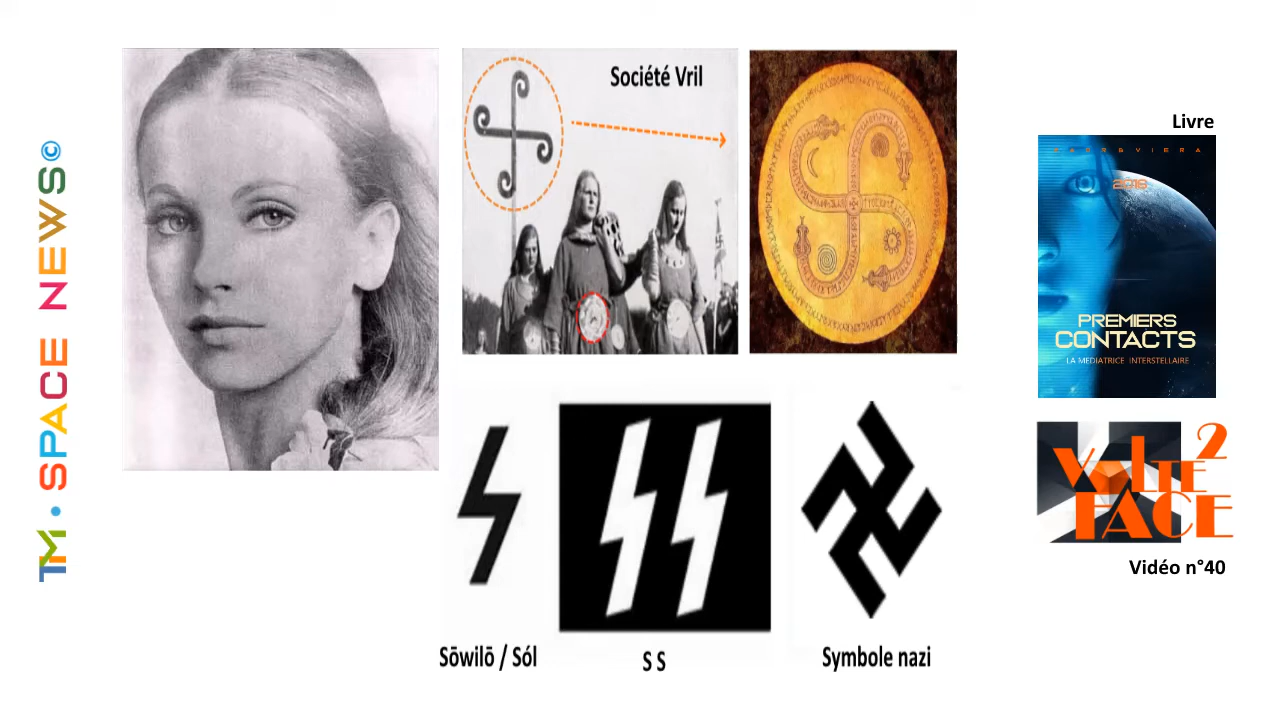 TM • SPACE NEWS©
Société Vril
Livre
2019
PREMIERS
CONTACTS
LA MEDIATRICE INTERSTELLAIRE
VOLTE 2
FACE
Vidéo n°40
Sōwilō / Sól
S S
Symbole nazi